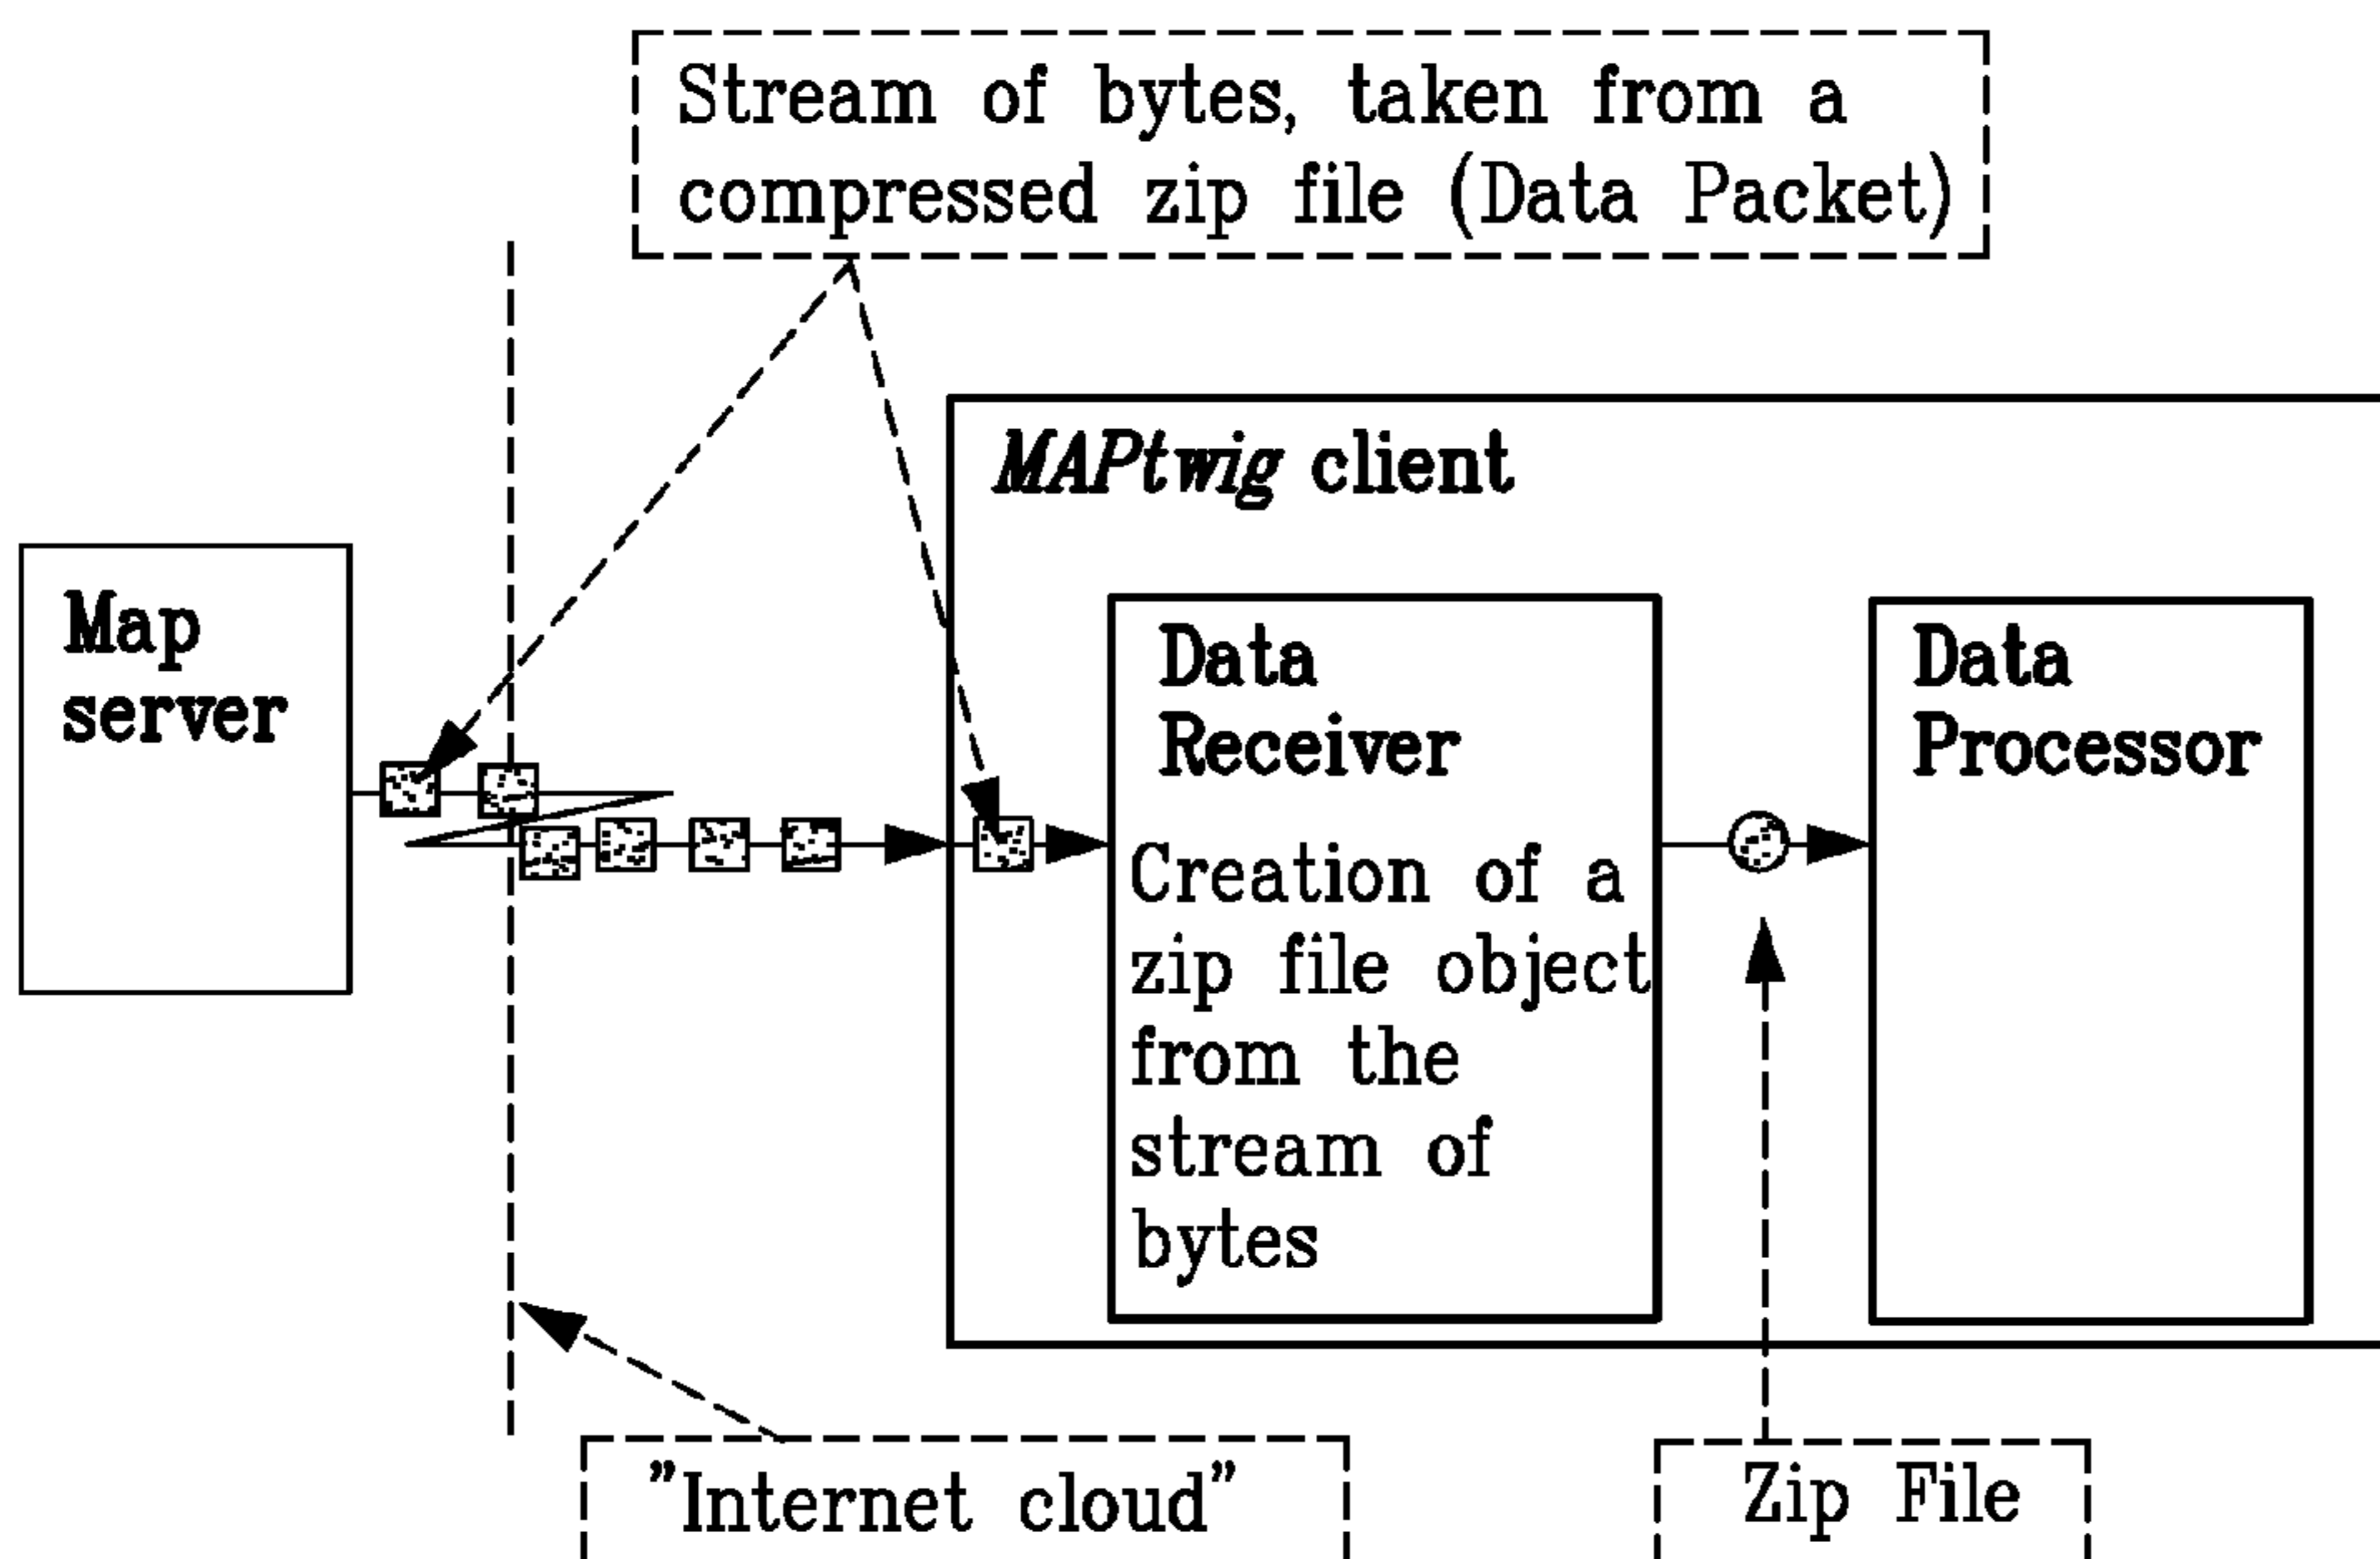 Stream of bytes, taken from a
compressed zip file (Data Packet)
MAPtwig client
Map
server
Data
Receiver
Creation of a
zip file object
from the
stream of
bytes
Data
Processor
”Internet cloud”
Zip File